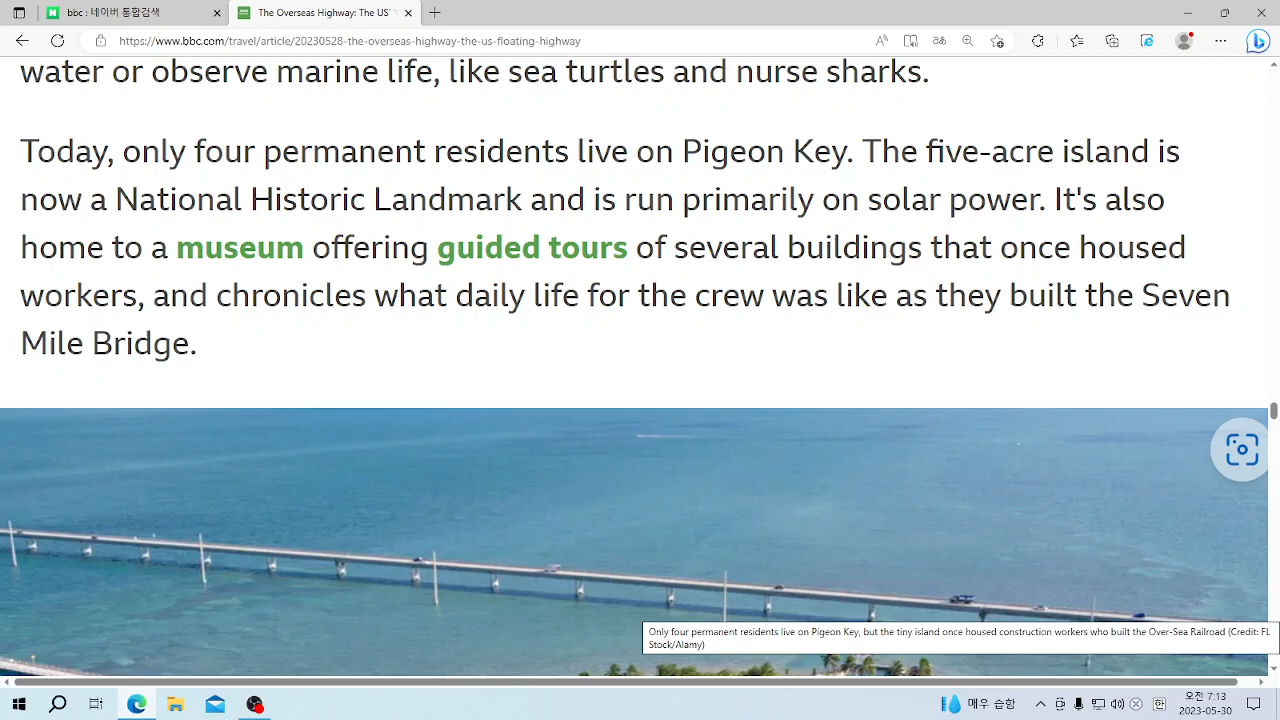 bbc : 네이버 통합검색
The Overseas Highway: The US'
https://www.bbc.com/travel/article/20230528-the-overseas-highway-the-us-floating-highway
water or observe marine life, like sea turtles and nurse sharks.
Today, only four permanent residents live on Pigeon Key. The five-acre island is
now a National Historic Landmark and is run primarily on solar power. It's also
home to a museum offering guided tours of several buildings that once housed
workers, and chronicles what daily life for the crew was like as they built the Seven
Mile Bridge.
Only four permanent residents live on Pigeon Key, but the tiny island once housed construction workers who built the Over-Sea Railroad (Credit: FL
Stock/Alamy)
매우 습함
한
오전 7:13
2023-05-30